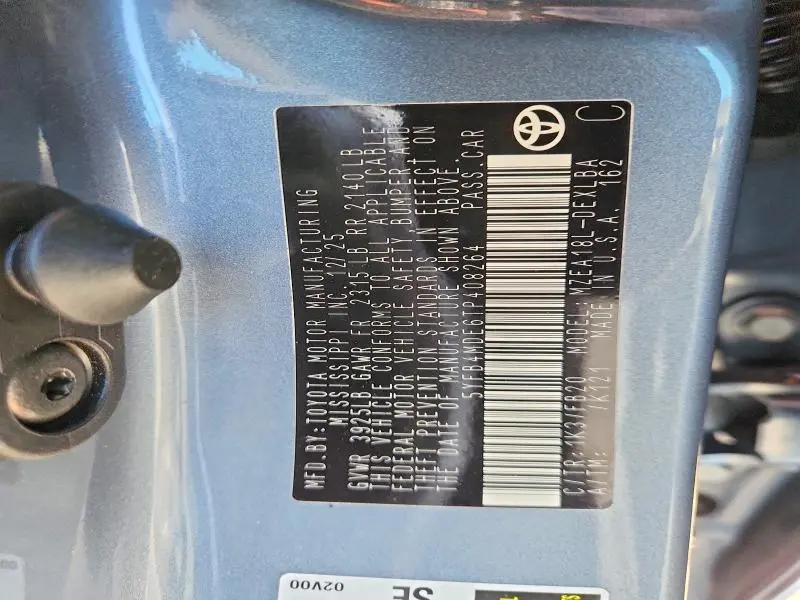 MFD.BY:TOYOTA MOTOR MANUFACTURING
MISSISSIPPI INC. 12/25
GVWR 3925LB GAWR FR 2315LB RR 2140LB
THIS VEHICLE CONFORMS TO ALL APPLICABLE
FEDERAL MOTOR VEHICLE SAFETY BUMPER AND
THEFT PREVENTION STANDARDS IN EFFECT ON
THE DATE OF MANUFACTURE SHOWN ABOVE.
5YFB4MDE6TP408264 PASS.CAR
C/TR:1K3/FB20 MODEL:MZEA18L-DEXLBA
A/TM: /K121 MADE IN U.S.A. 162
C
02V00
SE